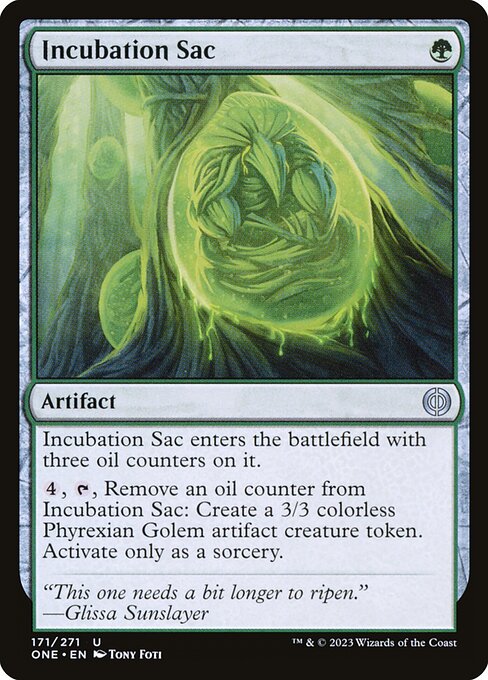 Incubation Sac
Artifact
Incubation Sac enters the battlefield with
three oil counters on it.
4, , Remove an oil counter from
Incubation Sac: Create a 3/3 colorless
Phyrexian Golem artifact creature token.
Activate only as a sorcery.
“This one needs a bit longer to ripen.”
—Glissa Sunslayer
171/271 U
ONE • EN Tony Foti
™ & © 2023 Wizards of the Coast